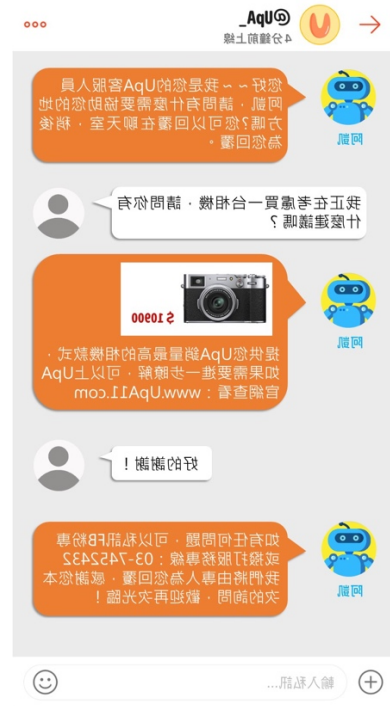 @UpA_
4分鐘前上線
您好~~我是您的UpA客服人員
阿凱，請問有什麼需要協助您的地
方嗎?您可以回覆在聊天室，稍後
為您回覆。
阿凱
我正在考慮買一台相機，請問你有
什麼建議嗎？
$ 10900
提供您UpA銷量最高的相機款式，
如果需要進一步瞭解，可以上UpA
官網查看：www.UpA11.com
阿凱
好的謝謝！
如有任何問題，可以私訊FB粉專
或撥打服務專線：03-7452432
我們將由專人為您回覆，感謝您本
次的詢問，歡迎再次光臨！
阿凱
輸入私訊...